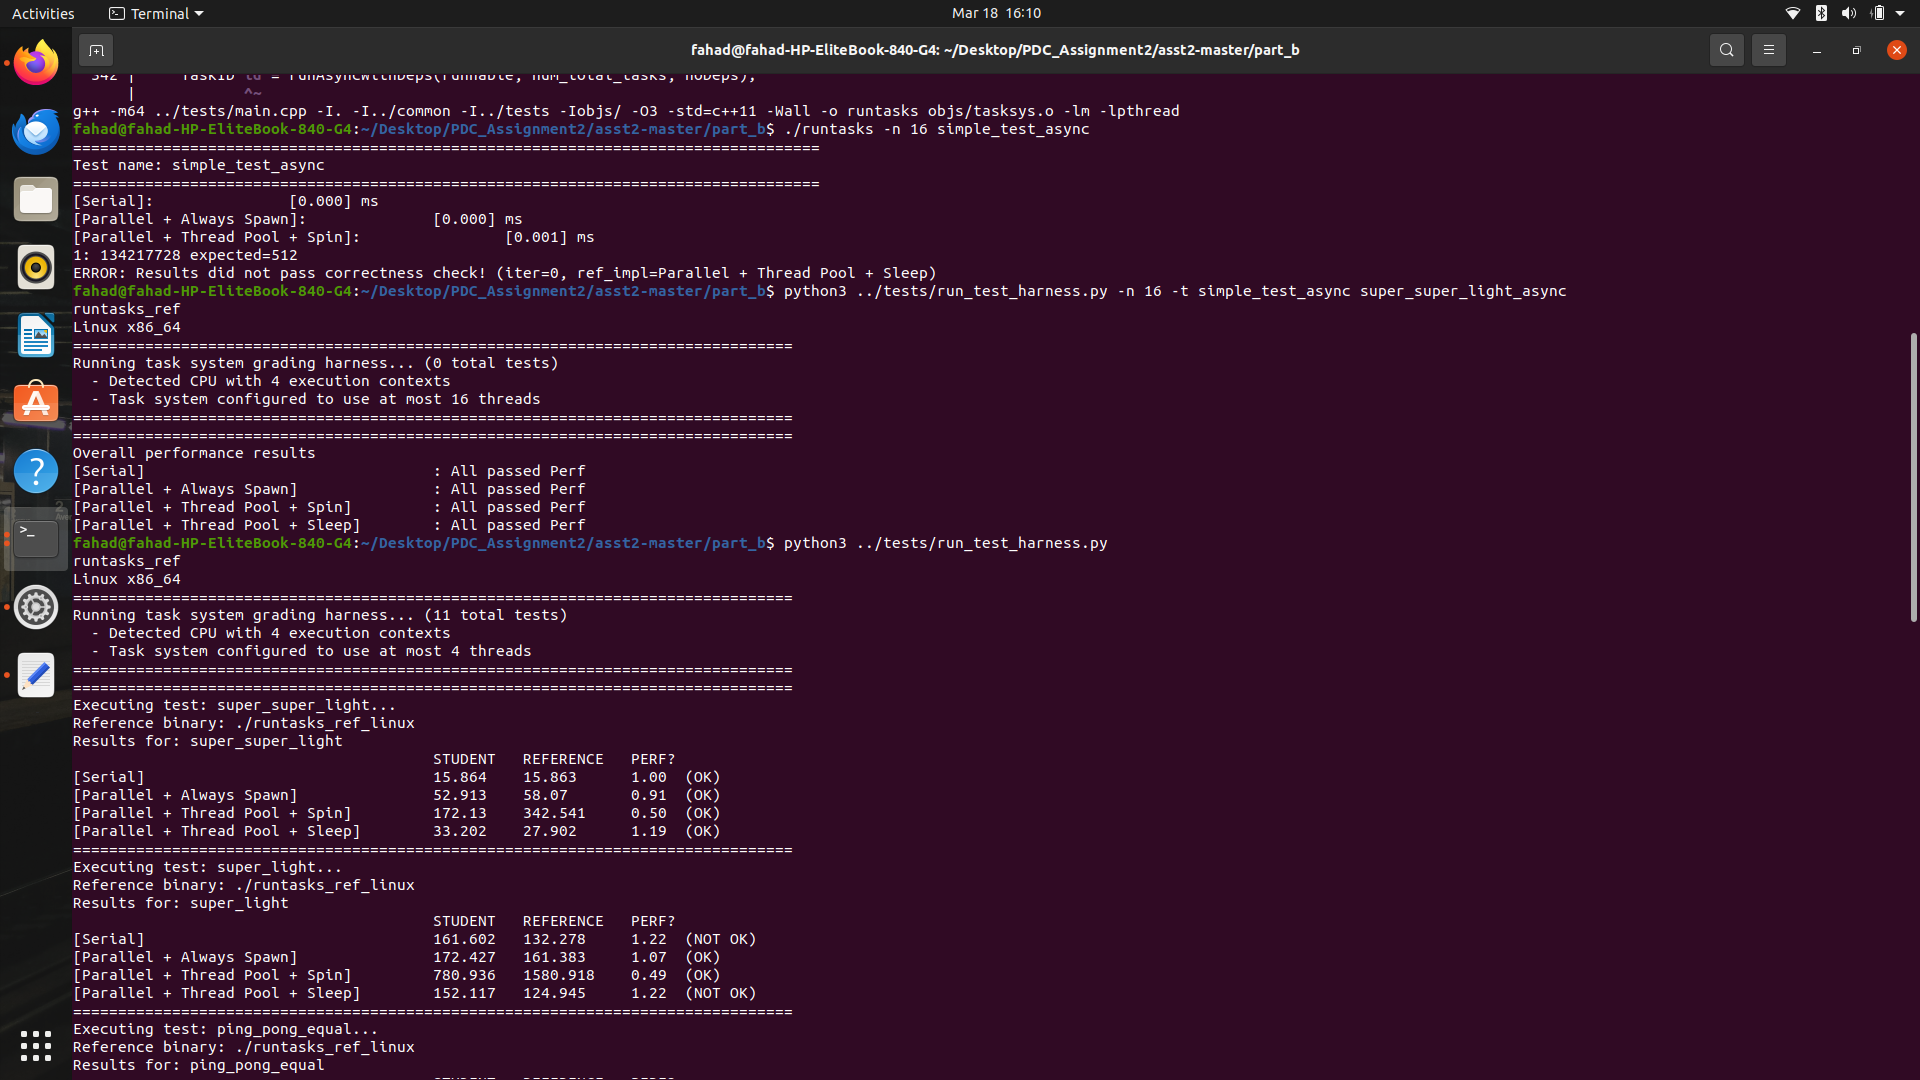 Activities
Terminal
Mar 18 16:10
fahad@fahad-HP-EliteBook-840-G4: ~/Desktop/PDC_Assignment2/asst2-master/part_b
342 | TaskID id = runAsyncWithDeps(runnable, num_total_tasks, noDeps);
| ^~
g++ -m64 ../tests/main.cpp -I. -I../common -I../tests -Iobjs/ -O3 -std=c++11 -Wall -o runtasks objs/tasksys.o -lm -lpthread
fahad@fahad-HP-EliteBook-840-G4:~/Desktop/PDC_Assignment2/asst2-master/part_b$ ./runtasks -n 16 simple_test_async
===================================================================================
Test name: simple_test_async
===================================================================================
[Serial]: [0.000] ms
[Parallel + Always Spawn]: [0.000] ms
[Parallel + Thread Pool + Spin]: [0.001] ms
1: 134217728 expected=512
ERROR: Results did not pass correctness check! (iter=0, ref_impl=Parallel + Thread Pool + Sleep)
fahad@fahad-HP-EliteBook-840-G4:~/Desktop/PDC_Assignment2/asst2-master/part_b$ python3 ../tests/run_test_harness.py -n 16 -t simple_test_async super_super_light_async
runtasks_ref
Linux x86_64
================================================================================
Running task system grading harness... (0 total tests)
- Detected CPU with 4 execution contexts
- Task system configured to use at most 16 threads
================================================================================
================================================================================
Overall performance results
[Serial] : All passed Perf
[Parallel + Always Spawn] : All passed Perf
[Parallel + Thread Pool + Spin] : All passed Perf
[Parallel + Thread Pool + Sleep] : All passed Perf
fahad@fahad-HP-EliteBook-840-G4:~/Desktop/PDC_Assignment2/asst2-master/part_b$ python3 ../tests/run_test_harness.py
runtasks_ref
Linux x86_64
================================================================================
Running task system grading harness... (11 total tests)
- Detected CPU with 4 execution contexts
- Task system configured to use at most 4 threads
================================================================================
================================================================================
Executing test: super_super_light...
Reference binary: ./runtasks_ref_linux
Results for: super_super_light
STUDENT REFERENCE PERF?
[Serial] 15.864 15.863 1.00 (OK)
[Parallel + Always Spawn] 52.913 58.07 0.91 (OK)
[Parallel + Thread Pool + Spin] 172.13 342.541 0.50 (OK)
[Parallel + Thread Pool + Sleep] 33.202 27.902 1.19 (OK)
================================================================================
Executing test: super_light...
Reference binary: ./runtasks_ref_linux
Results for: super_light
STUDENT REFERENCE PERF?
[Serial] 161.602 132.278 1.22 (NOT OK)
[Parallel + Always Spawn] 172.427 161.383 1.07 (OK)
[Parallel + Thread Pool + Spin] 780.936 1580.918 0.49 (OK)
[Parallel + Thread Pool + Sleep] 152.117 124.945 1.22 (NOT OK)
================================================================================
Executing test: ping_pong_equal...
Reference binary: ./runtasks_ref_linux
Results for: ping_pong_equal